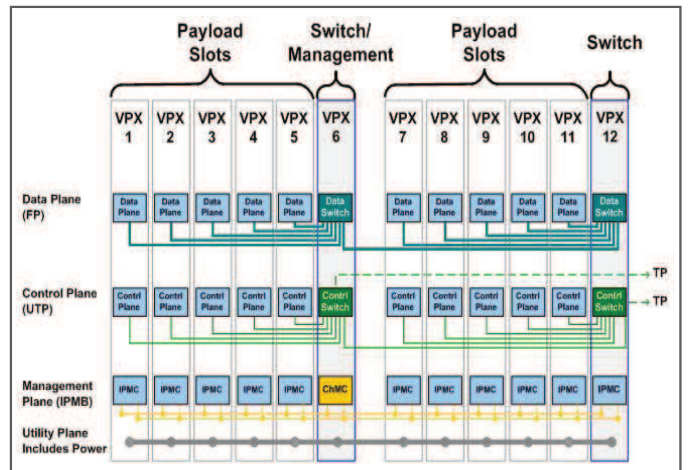 Payload Slots
Switch/ Management
Payload Slots
Switch
VPX 1
VPX 2
VPX 3
VPX 4
VPX 5
VPX 6
VPX 7
VPX 8
VPX 9
VPX 10
VPX 11
VPX 12
Data Plane (FP)
Data Plane
Data Plane
Data Plane
Data Plane
Data Plane
Data Switch
Data Plane
Data Plane
Data Plane
Data Plane
Data Plane
Data Switch
TP
Control Plane (UTP)
Contrl Plane
Contrl Plane
Contrl Plane
Contrl Plane
Contrl Plane
Contrl Switch
Contrl Plane
Contrl Plane
Contrl Plane
Contrl Plane
Contrl Plane
Contrl Switch
TP
Management Plane (IPMB)
IPMC
IPMC
IPMC
IPMC
IPMC
ChMC
IPMC
IPMC
IPMC
IPMC
IPMC
IPMC
Utility Plane Includes Power